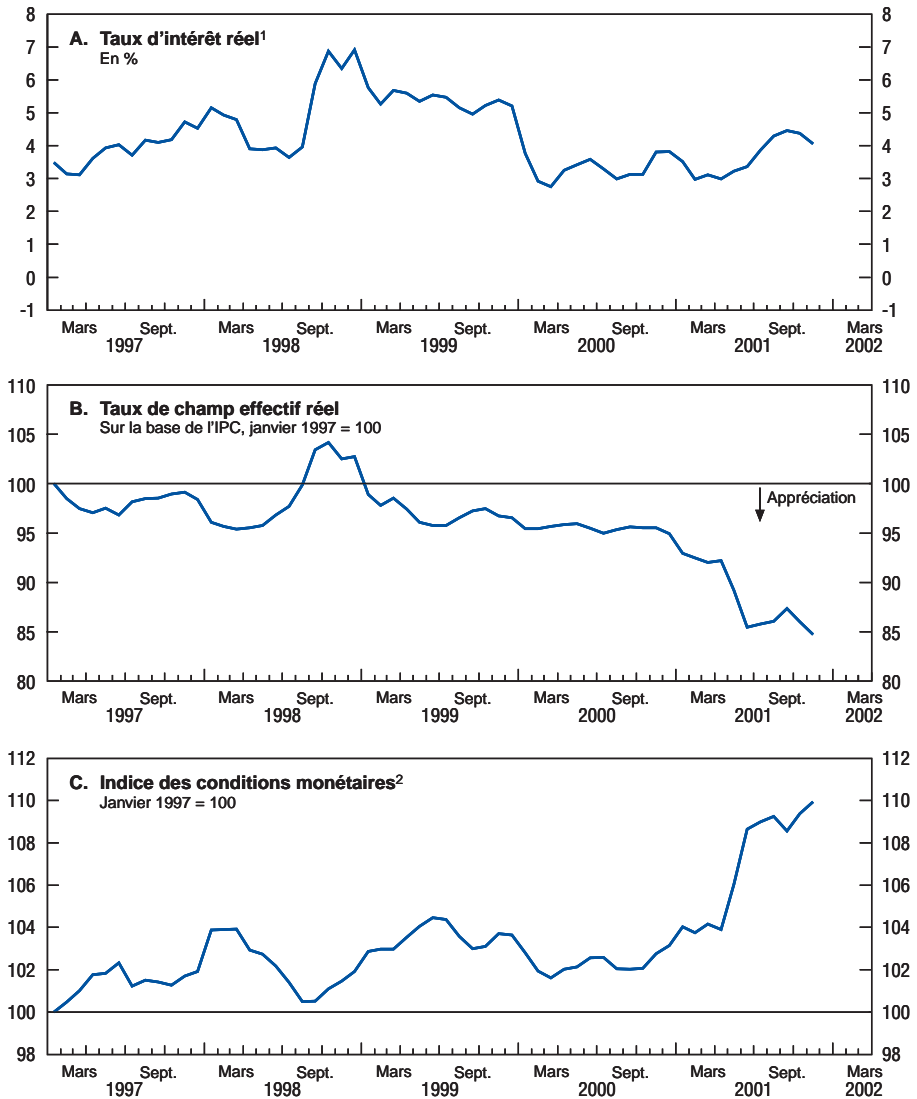 A. Taux d'intérêt réel¹
En %
8 8
7 7
6 6
5 5
4 4
3 3
2 2
1 1
0 0
-1 -1
Mars Sept. Mars Sept. Mars Sept. Mars Sept. Mars Sept. Mars
1997 1998 1999 2000 2001 2002
B. Taux de champ effectif réel
Sur la base de l'IPC, janvier 1997 = 100
110 110
105 105
100 100
Appréciation
95 95
90 90
85 85
80 80
Mars Sept. Mars Sept. Mars Sept. Mars Sept. Mars Sept. Mars
1997 1998 1999 2000 2001 2002
C. Indice des conditions monétaires²
Janvier 1997 = 100
112 112
110 110
108 108
106 106
104 104
102 102
100 100
98 98
Mars Sept. Mars Sept. Mars Sept. Mars Sept. Mars Sept. Mars
1997 1998 1999 2000 2001 2002